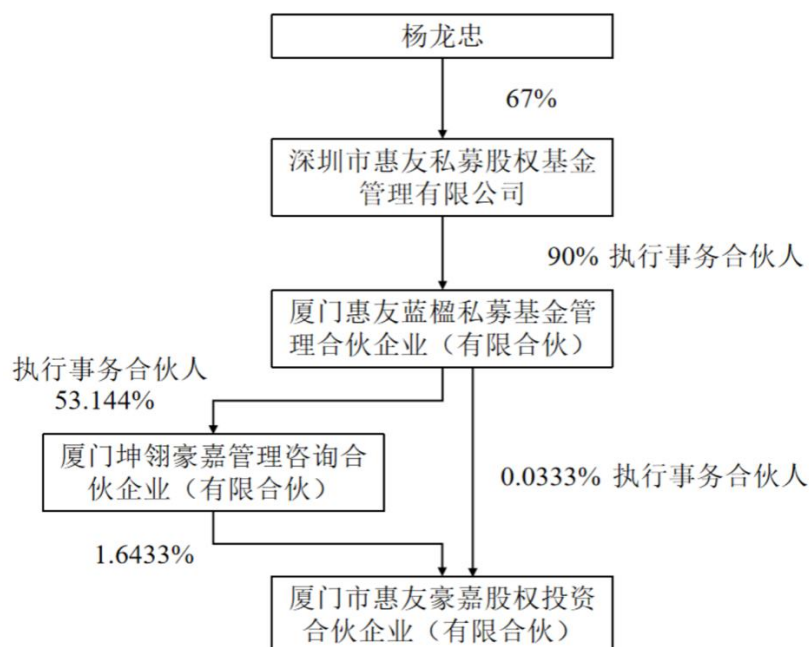 杨龙忠
67%
深圳市惠友私募股权基金
管理有限公司
90% 执行事务合伙人
厦门惠友蓝楹私募基金管
理合伙企业（有限合伙）
执行事务合伙人
53.144%
厦门坤翎豪嘉管理咨询合
伙企业（有限合伙）
0.0333% 执行事务合伙人
1.6433%
厦门市惠友豪嘉股权投资
合伙企业（有限合伙）